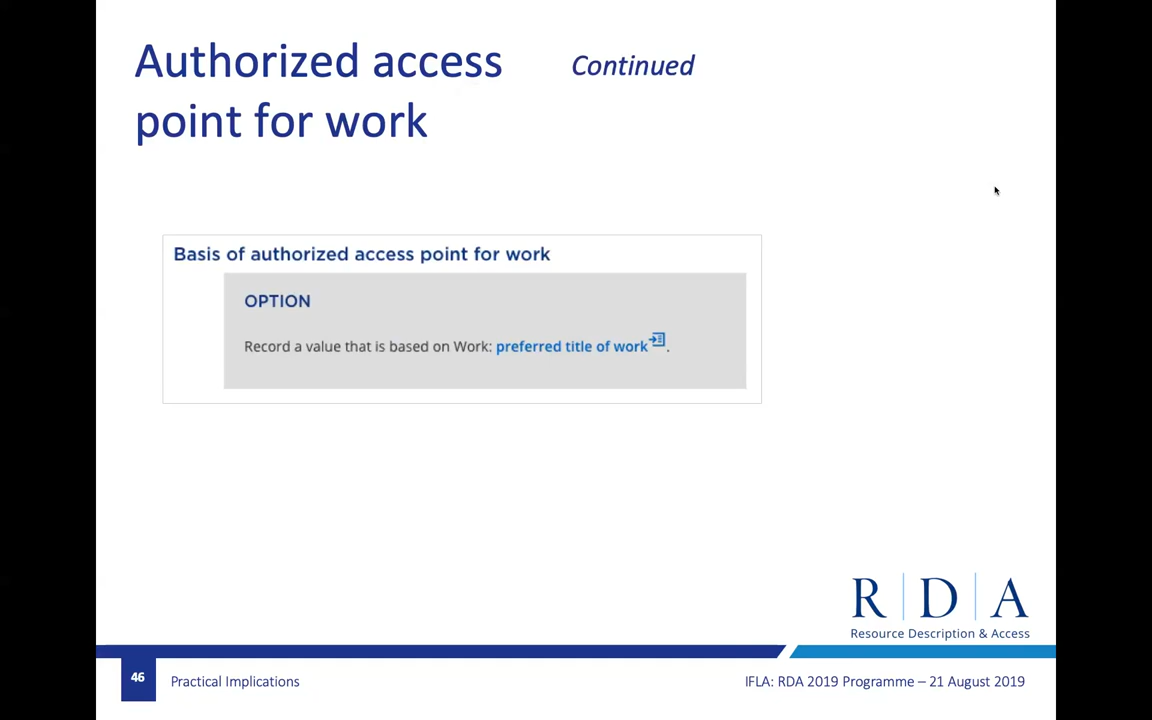 Authorized access
point for work
Continued
Basis of authorized access point for work
OPTION
Record a value that is based on Work: preferred title of work.
R D A
Resource Description & Access
46
Practical Implications
IFLA: RDA 2019 Programme – 21 August 2019